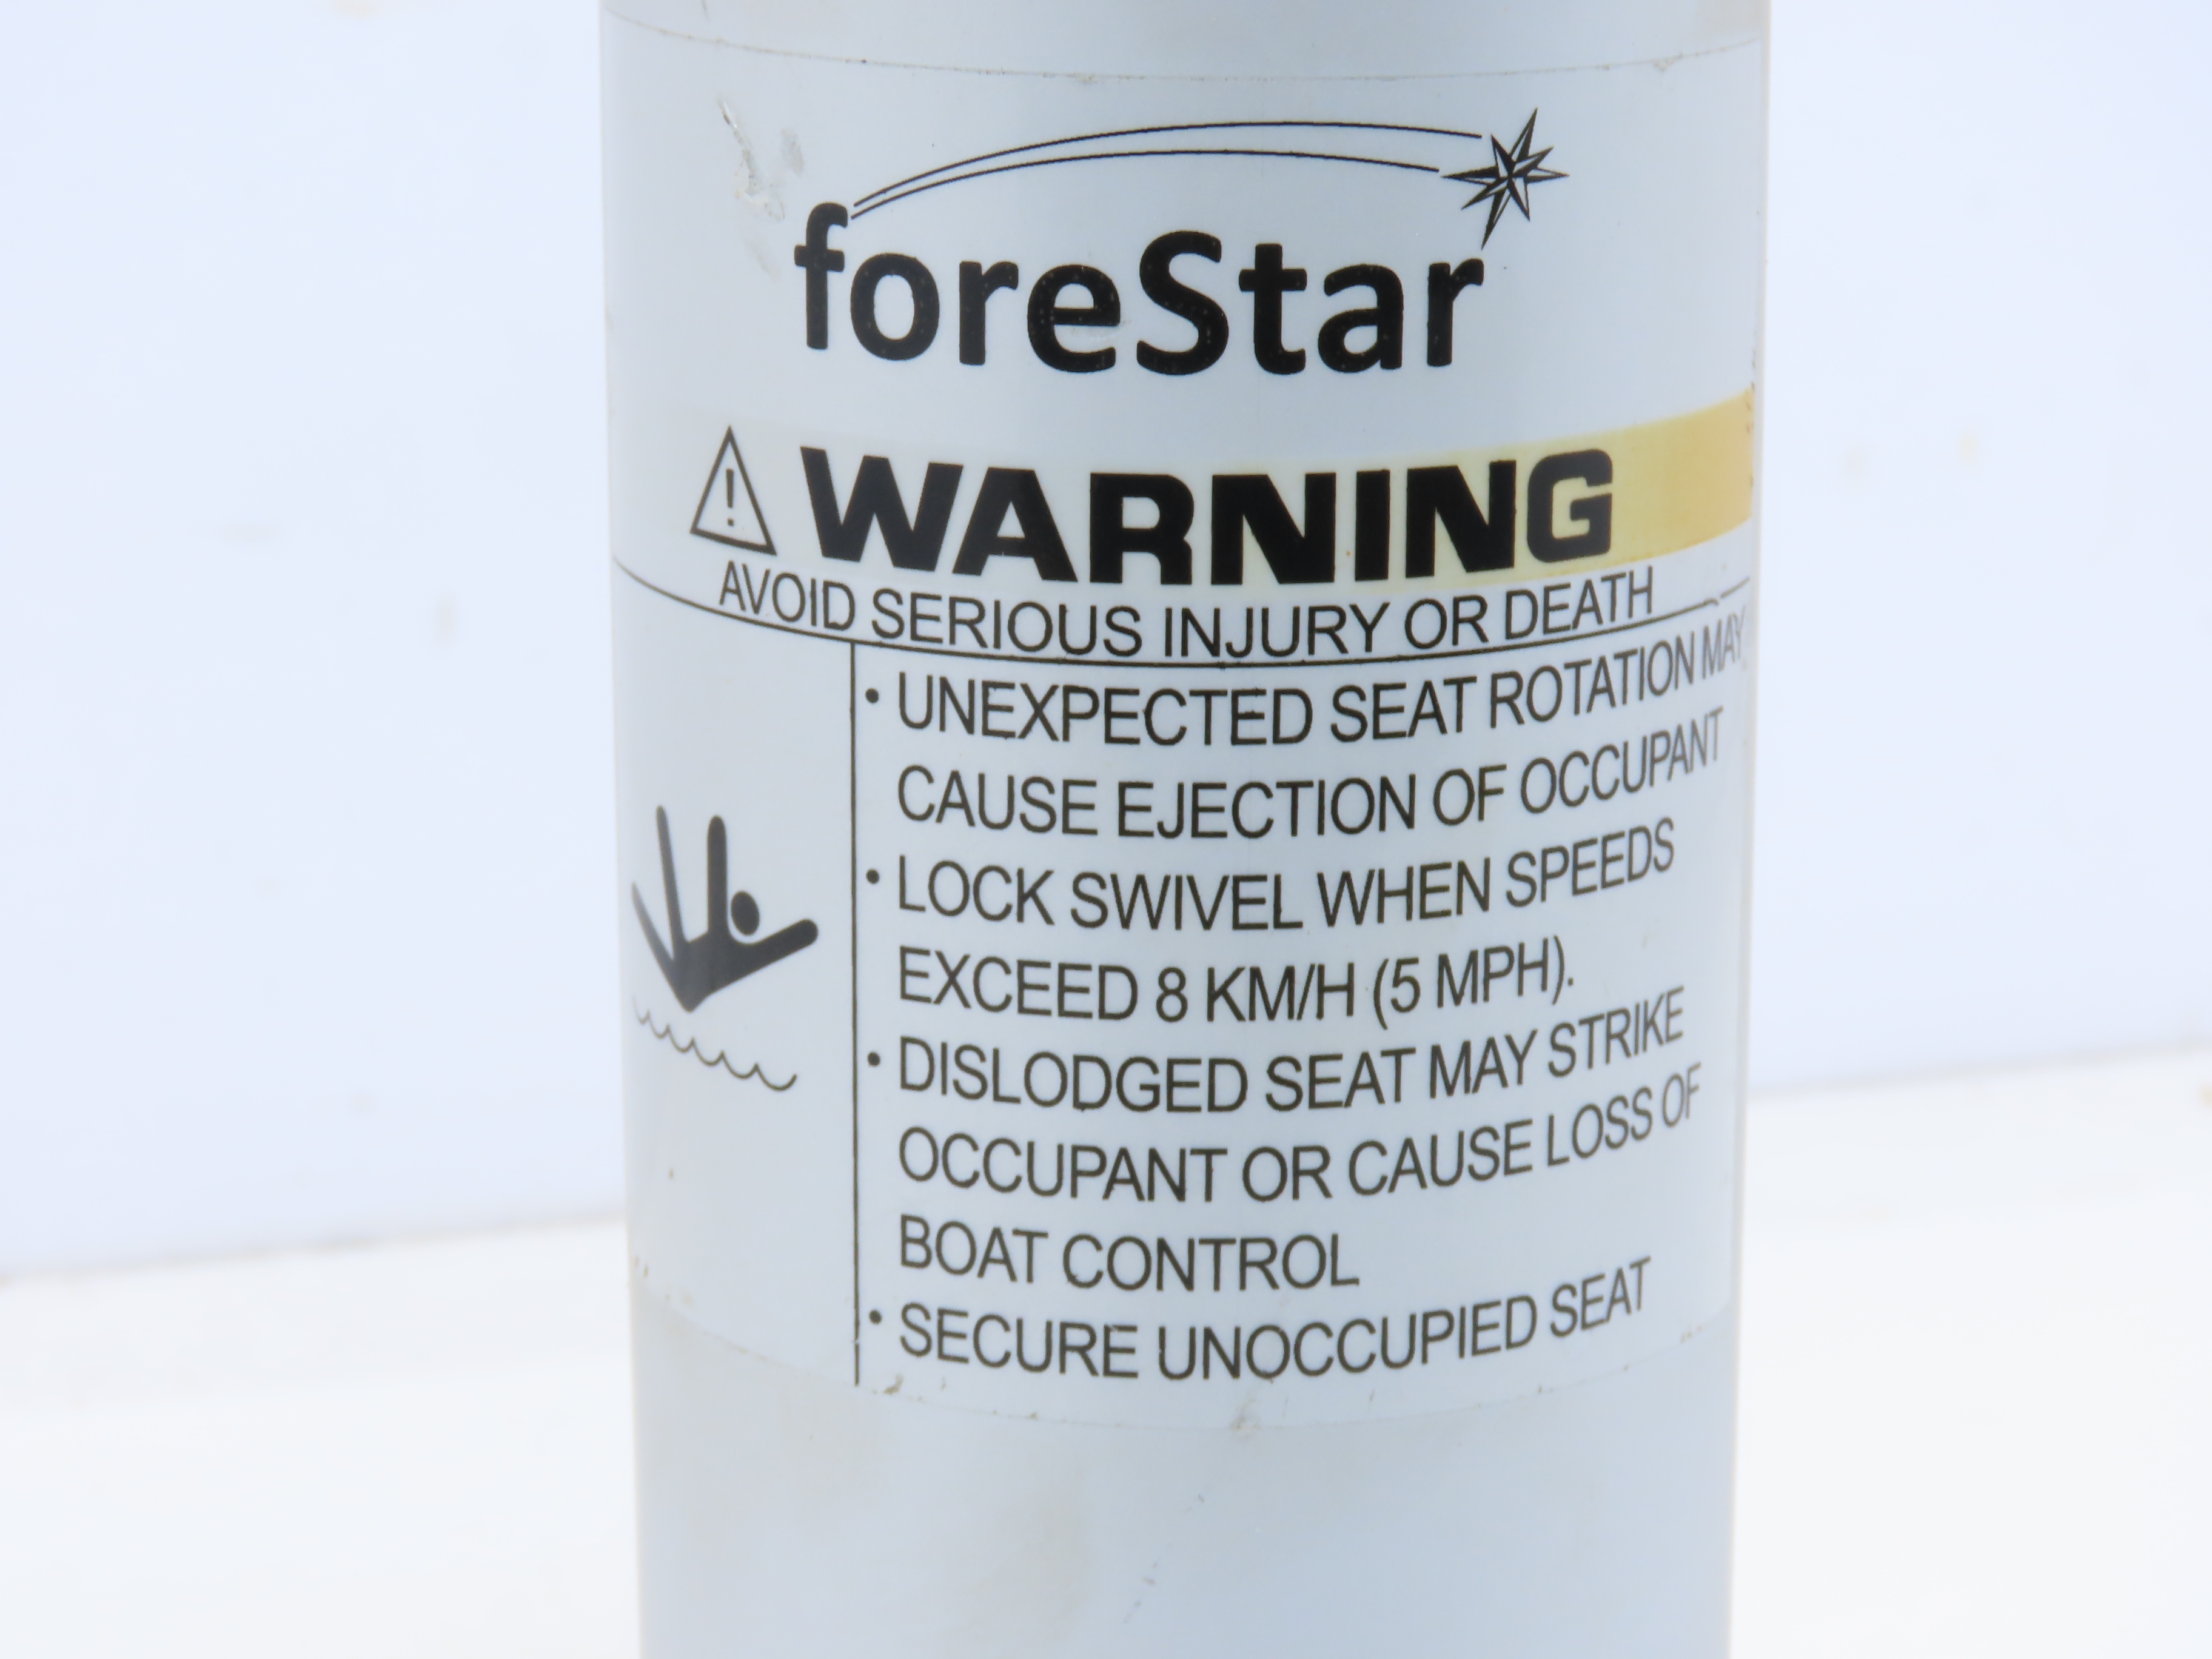 foreStar
! WARNING
AVOID SERIOUS INJURY OR DEATH
• UNEXPECTED SEAT ROTATION MAY
CAUSE EJECTION OF OCCUPANT
• LOCK SWIVEL WHEN SPEEDS
EXCEED 8 KM/H (5 MPH).
• DISLODGED SEAT MAY STRIKE
OCCUPANT OR CAUSE LOSS OF
BOAT CONTROL
• SECURE UNOCCUPIED SEAT